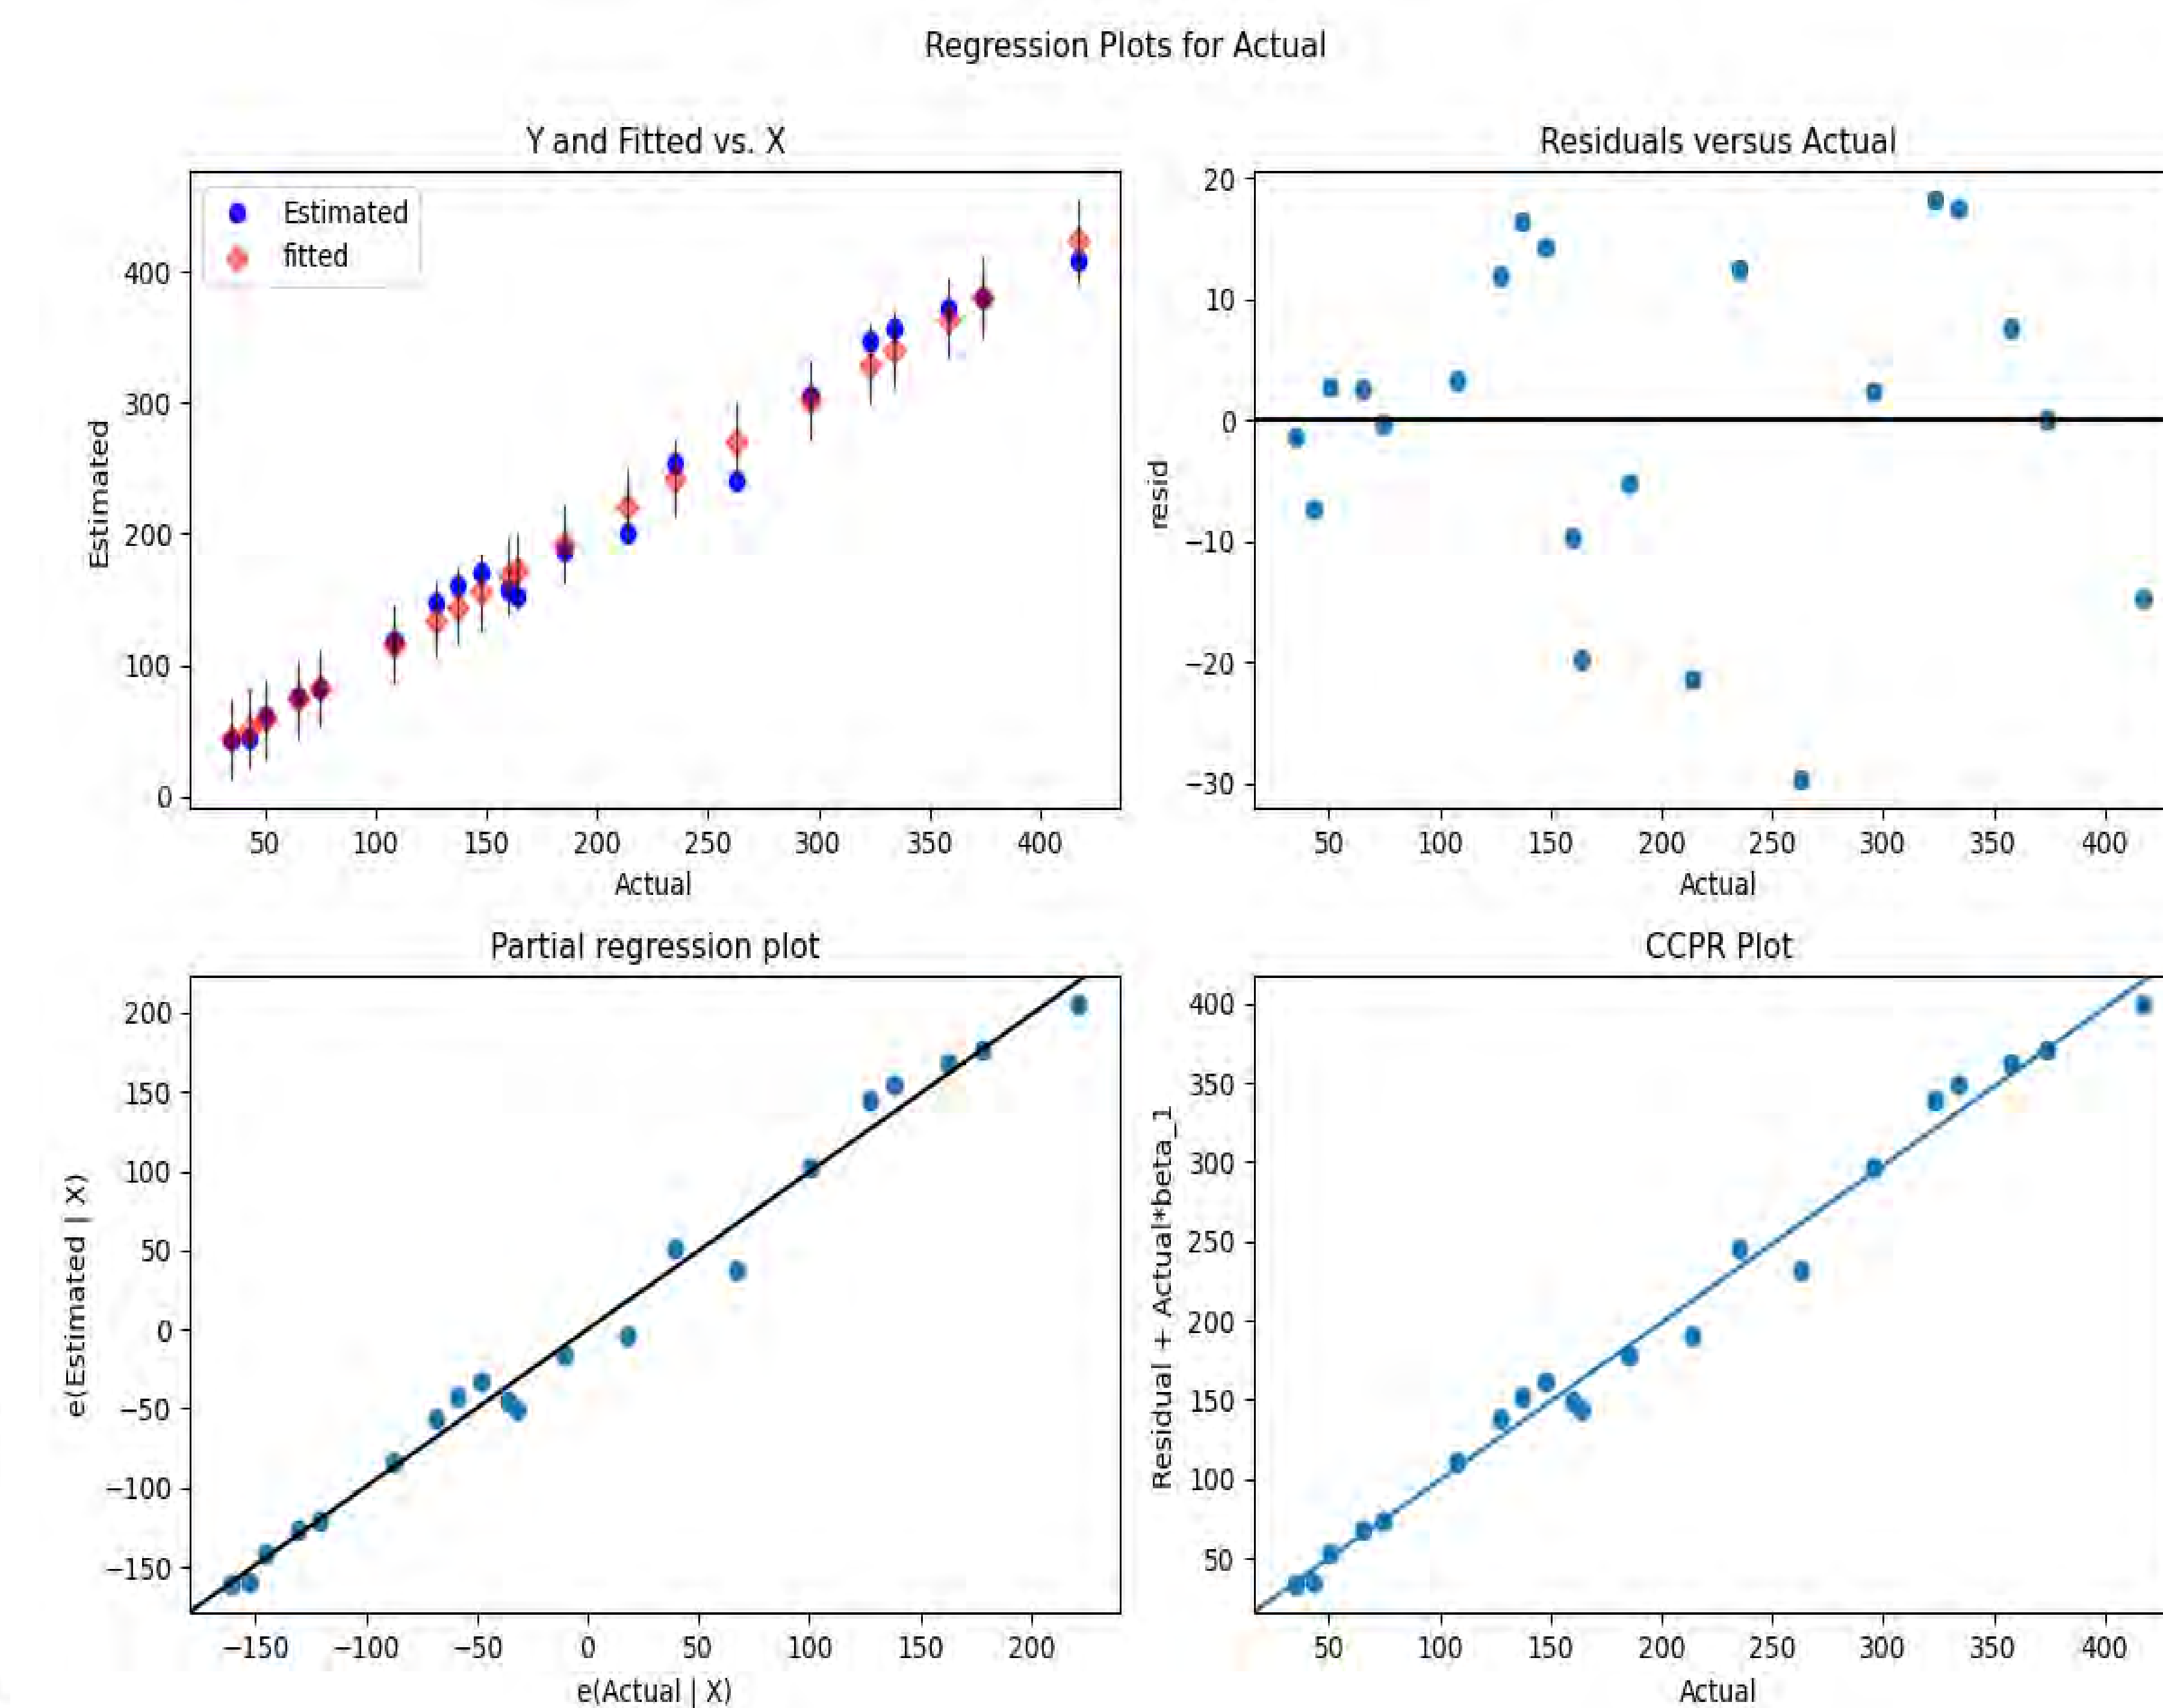 Regression Plots for Actual
Y and Fitted vs. X
Estimated
fitted
400
300
200
100
0
Estimated
50 100 150 200 250 300 350 400
Actual
Residuals versus Actual
20
10
0
−10
−20
−30
resid
50 100 150 200 250 300 350 400
Actual
Partial regression plot
200
150
100
50
0
−50
−100
−150
e(Estimated | X)
−150 −100 −50 0 50 100 150 200
e(Actual | X)
CCPR Plot
400
350
300
250
200
150
100
50
Residual + Actual*beta_1
50 100 150 200 250 300 350 400
Actual